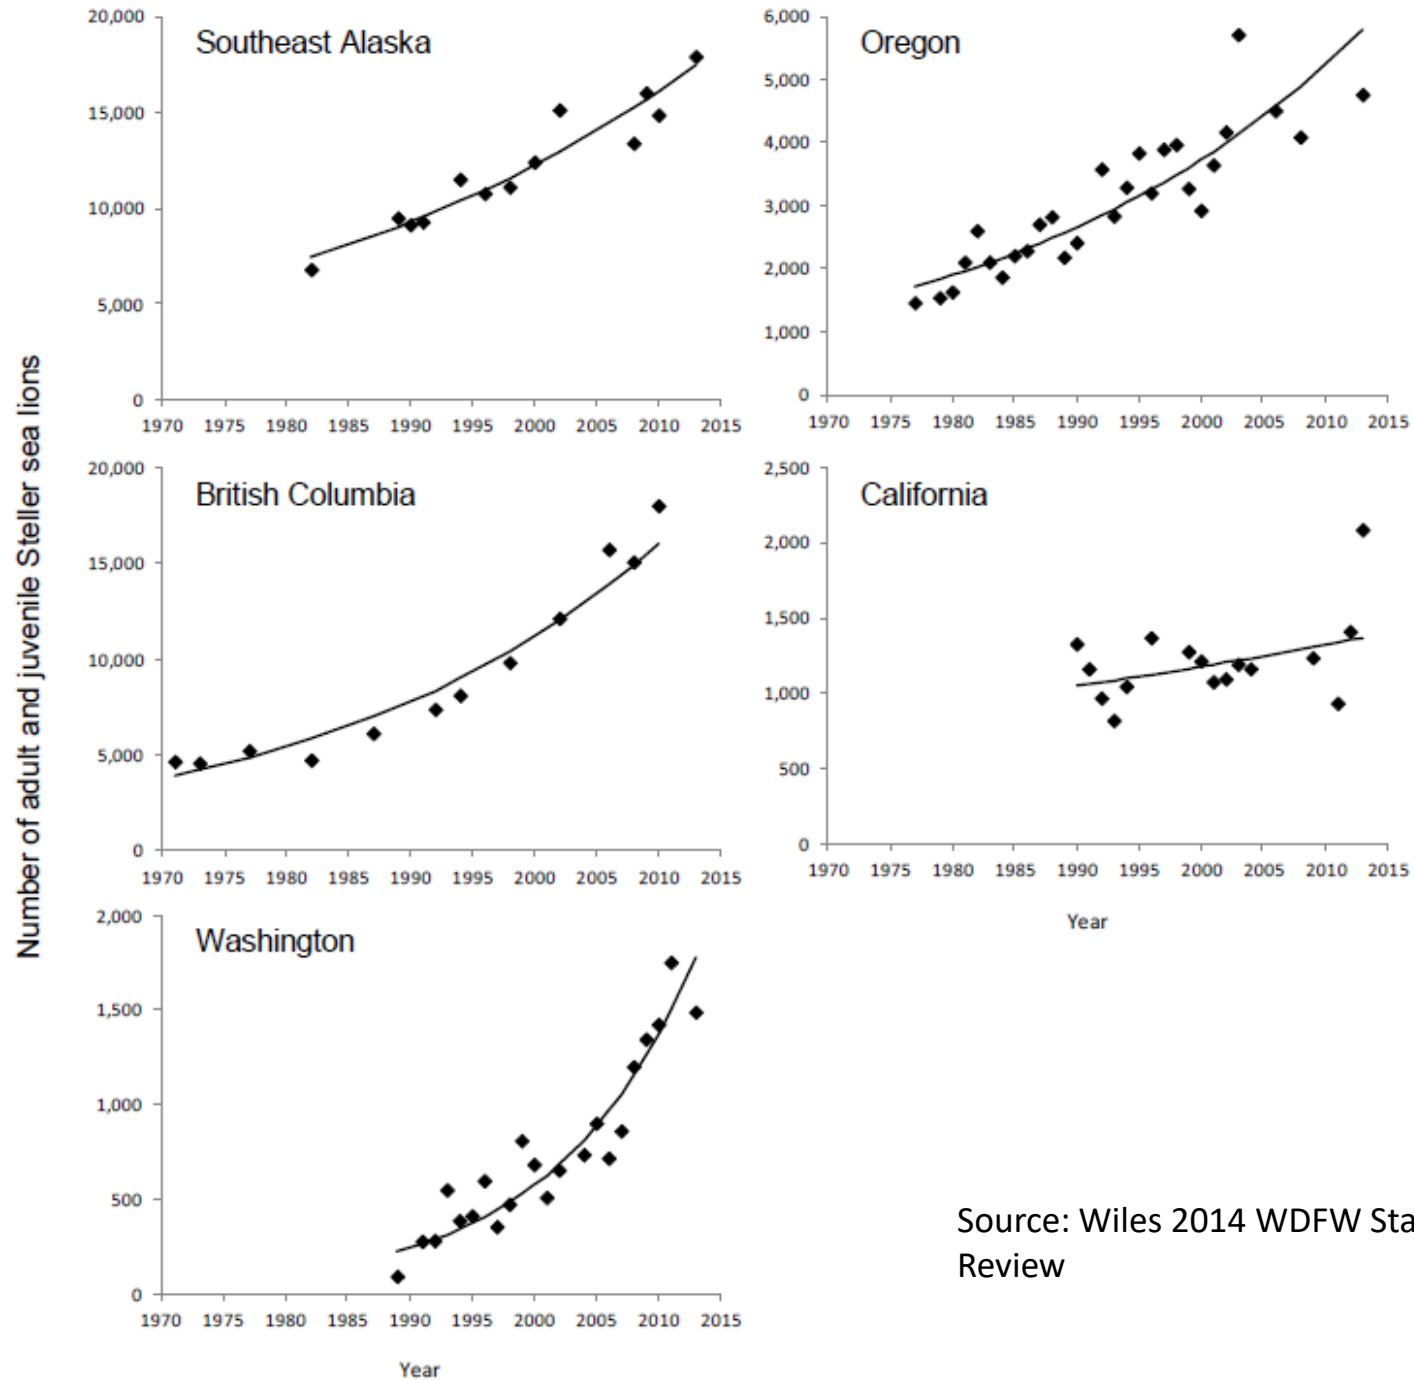 Number of adult and juvenile Steller sea lions
Southeast Alaska
20,000
15,000
10,000
5,000
0
1970 1975 1980 1985 1990 1995 2000 2005 2010 2015
Oregon
6,000
5,000
4,000
3,000
2,000
1,000
0
1970 1975 1980 1985 1990 1995 2000 2005 2010 2015
British Columbia
20,000
15,000
10,000
5,000
0
1970 1975 1980 1985 1990 1995 2000 2005 2010 2015
California
2,500
2,000
1,500
1,000
500
0
1970 1975 1980 1985 1990 1995 2000 2005 2010 2015
Year
Washington
2,000
1,500
1,000
500
0
1970 1975 1980 1985 1990 1995 2000 2005 2010 2015
Year
Source: Wiles 2014 WDFW Sta
Review